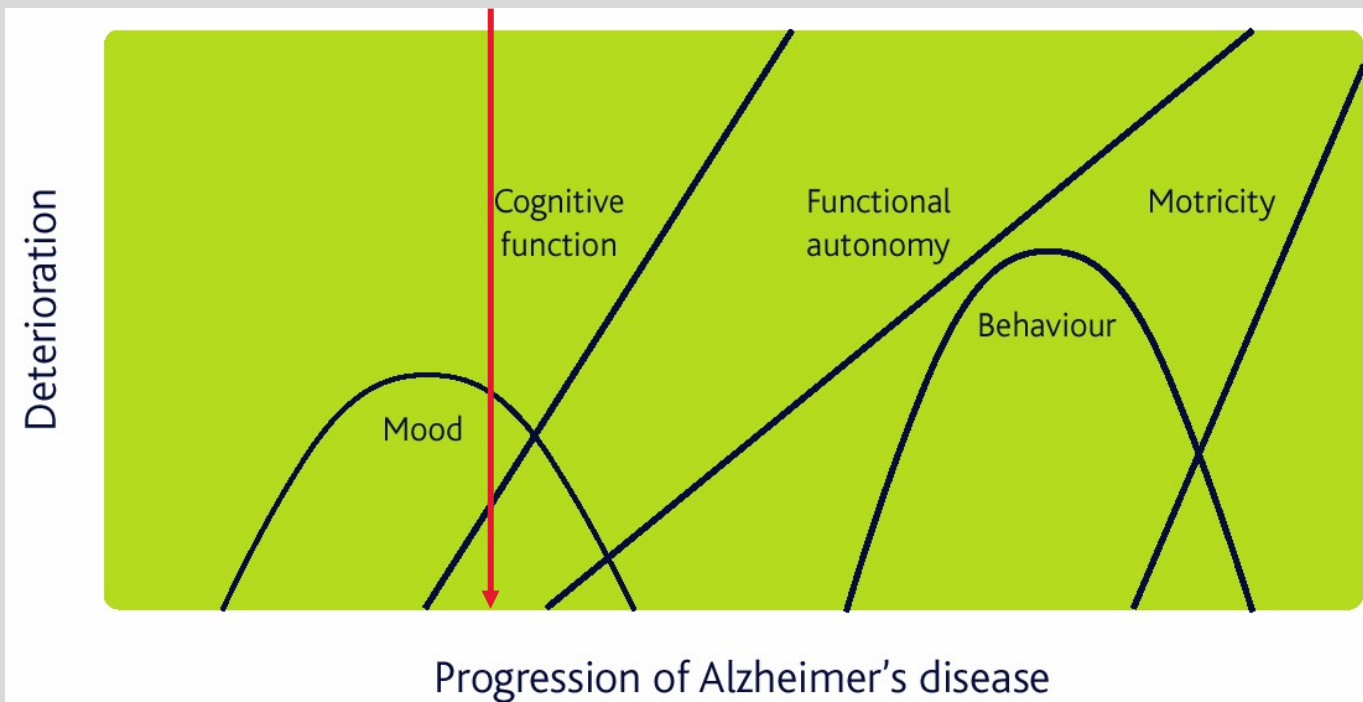 Deterioration
Cognitive
function
Functional
autonomy
Motricity
Behaviour
Mood
Progression of Alzheimer's disease